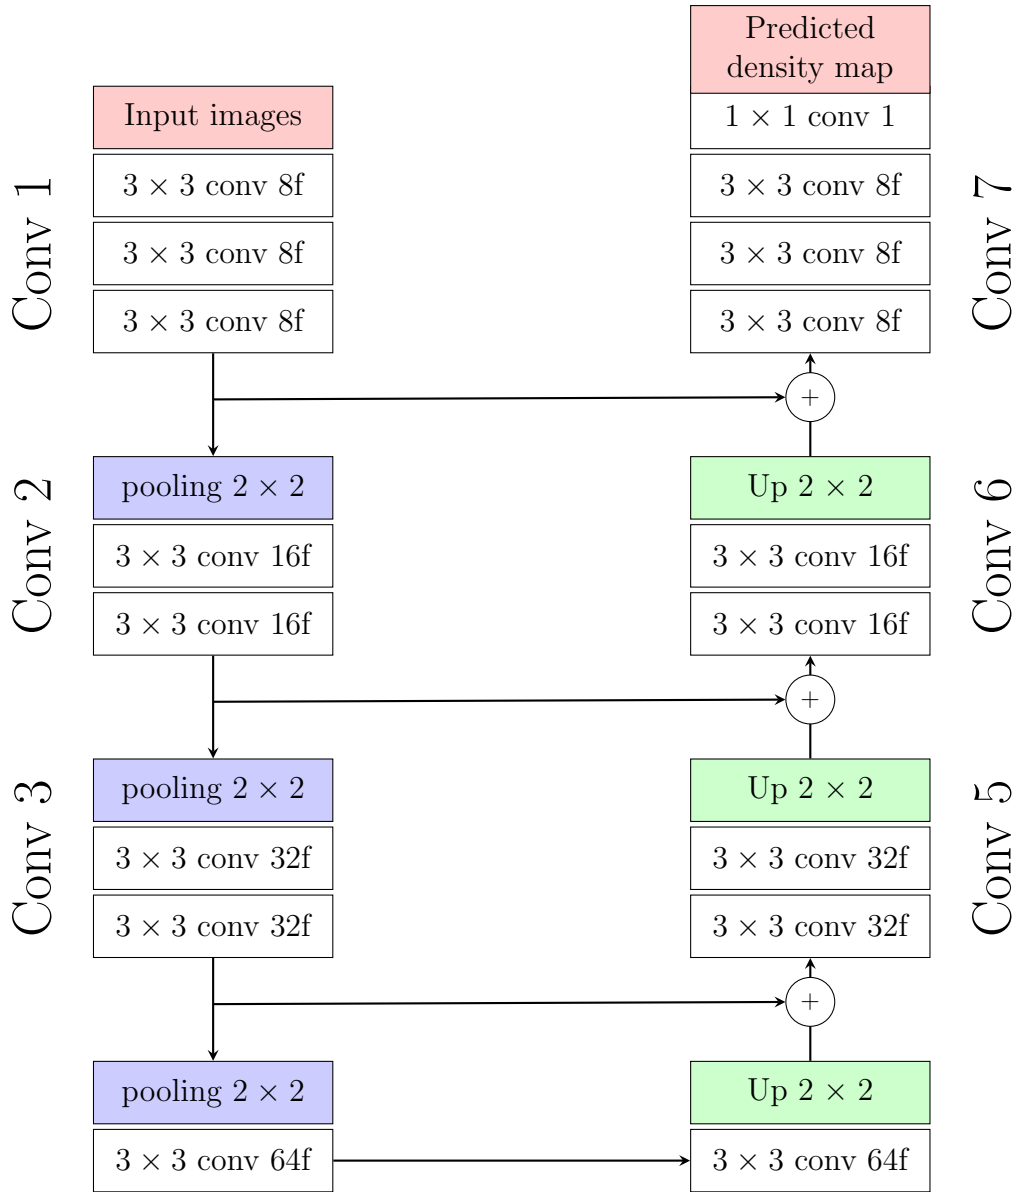 Conv 1
Input images
3 × 3 conv 8f
3 × 3 conv 8f
3 × 3 conv 8f
Conv 2
pooling 2 × 2
3 × 3 conv 16f
3 × 3 conv 16f
Conv 3
pooling 2 × 2
3 × 3 conv 32f
3 × 3 conv 32f
pooling 2 × 2
3 × 3 conv 64f
Predicted
density map
1 × 1 conv 1
3 × 3 conv 8f
3 × 3 conv 8f
3 × 3 conv 8f
Conv 7
+
Up 2 × 2
3 × 3 conv 16f
3 × 3 conv 16f
Conv 6
+
Up 2 × 2
3 × 3 conv 32f
3 × 3 conv 32f
Conv 5
+
Up 2 × 2
3 × 3 conv 64f